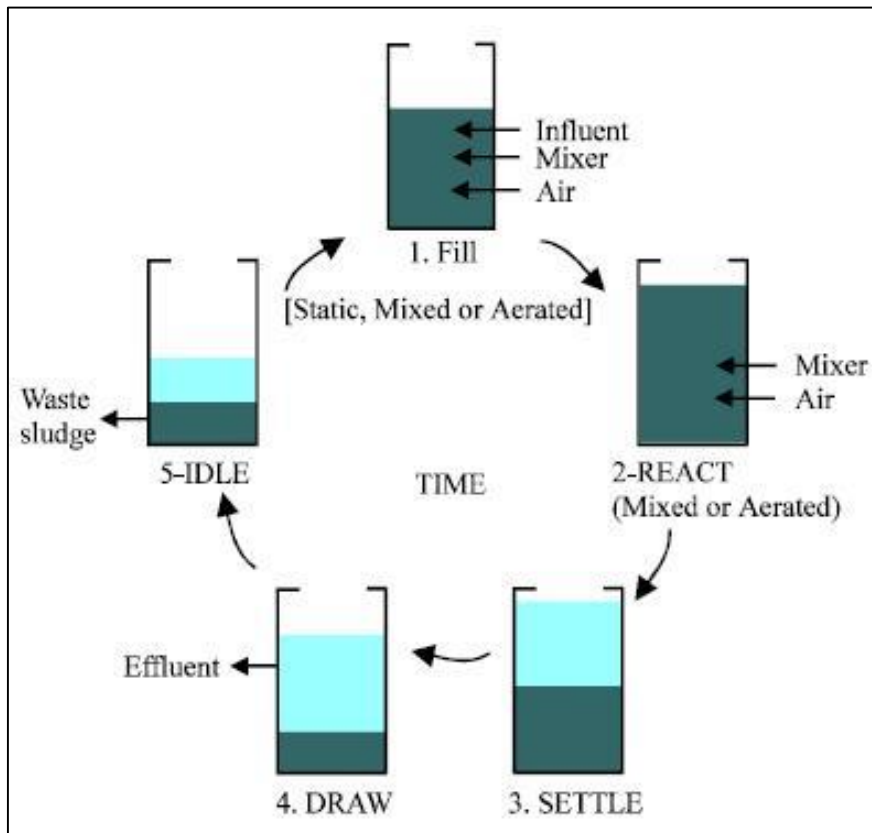 Influent
Mixer
Air
1. Fill
[Static, Mixed or Aerated]
Mixer
Air
2-REACT
(Mixed or Aerated)
TIME
3. SETTLE
4. DRAW
Effluent
5-IDLE
Waste
sludge